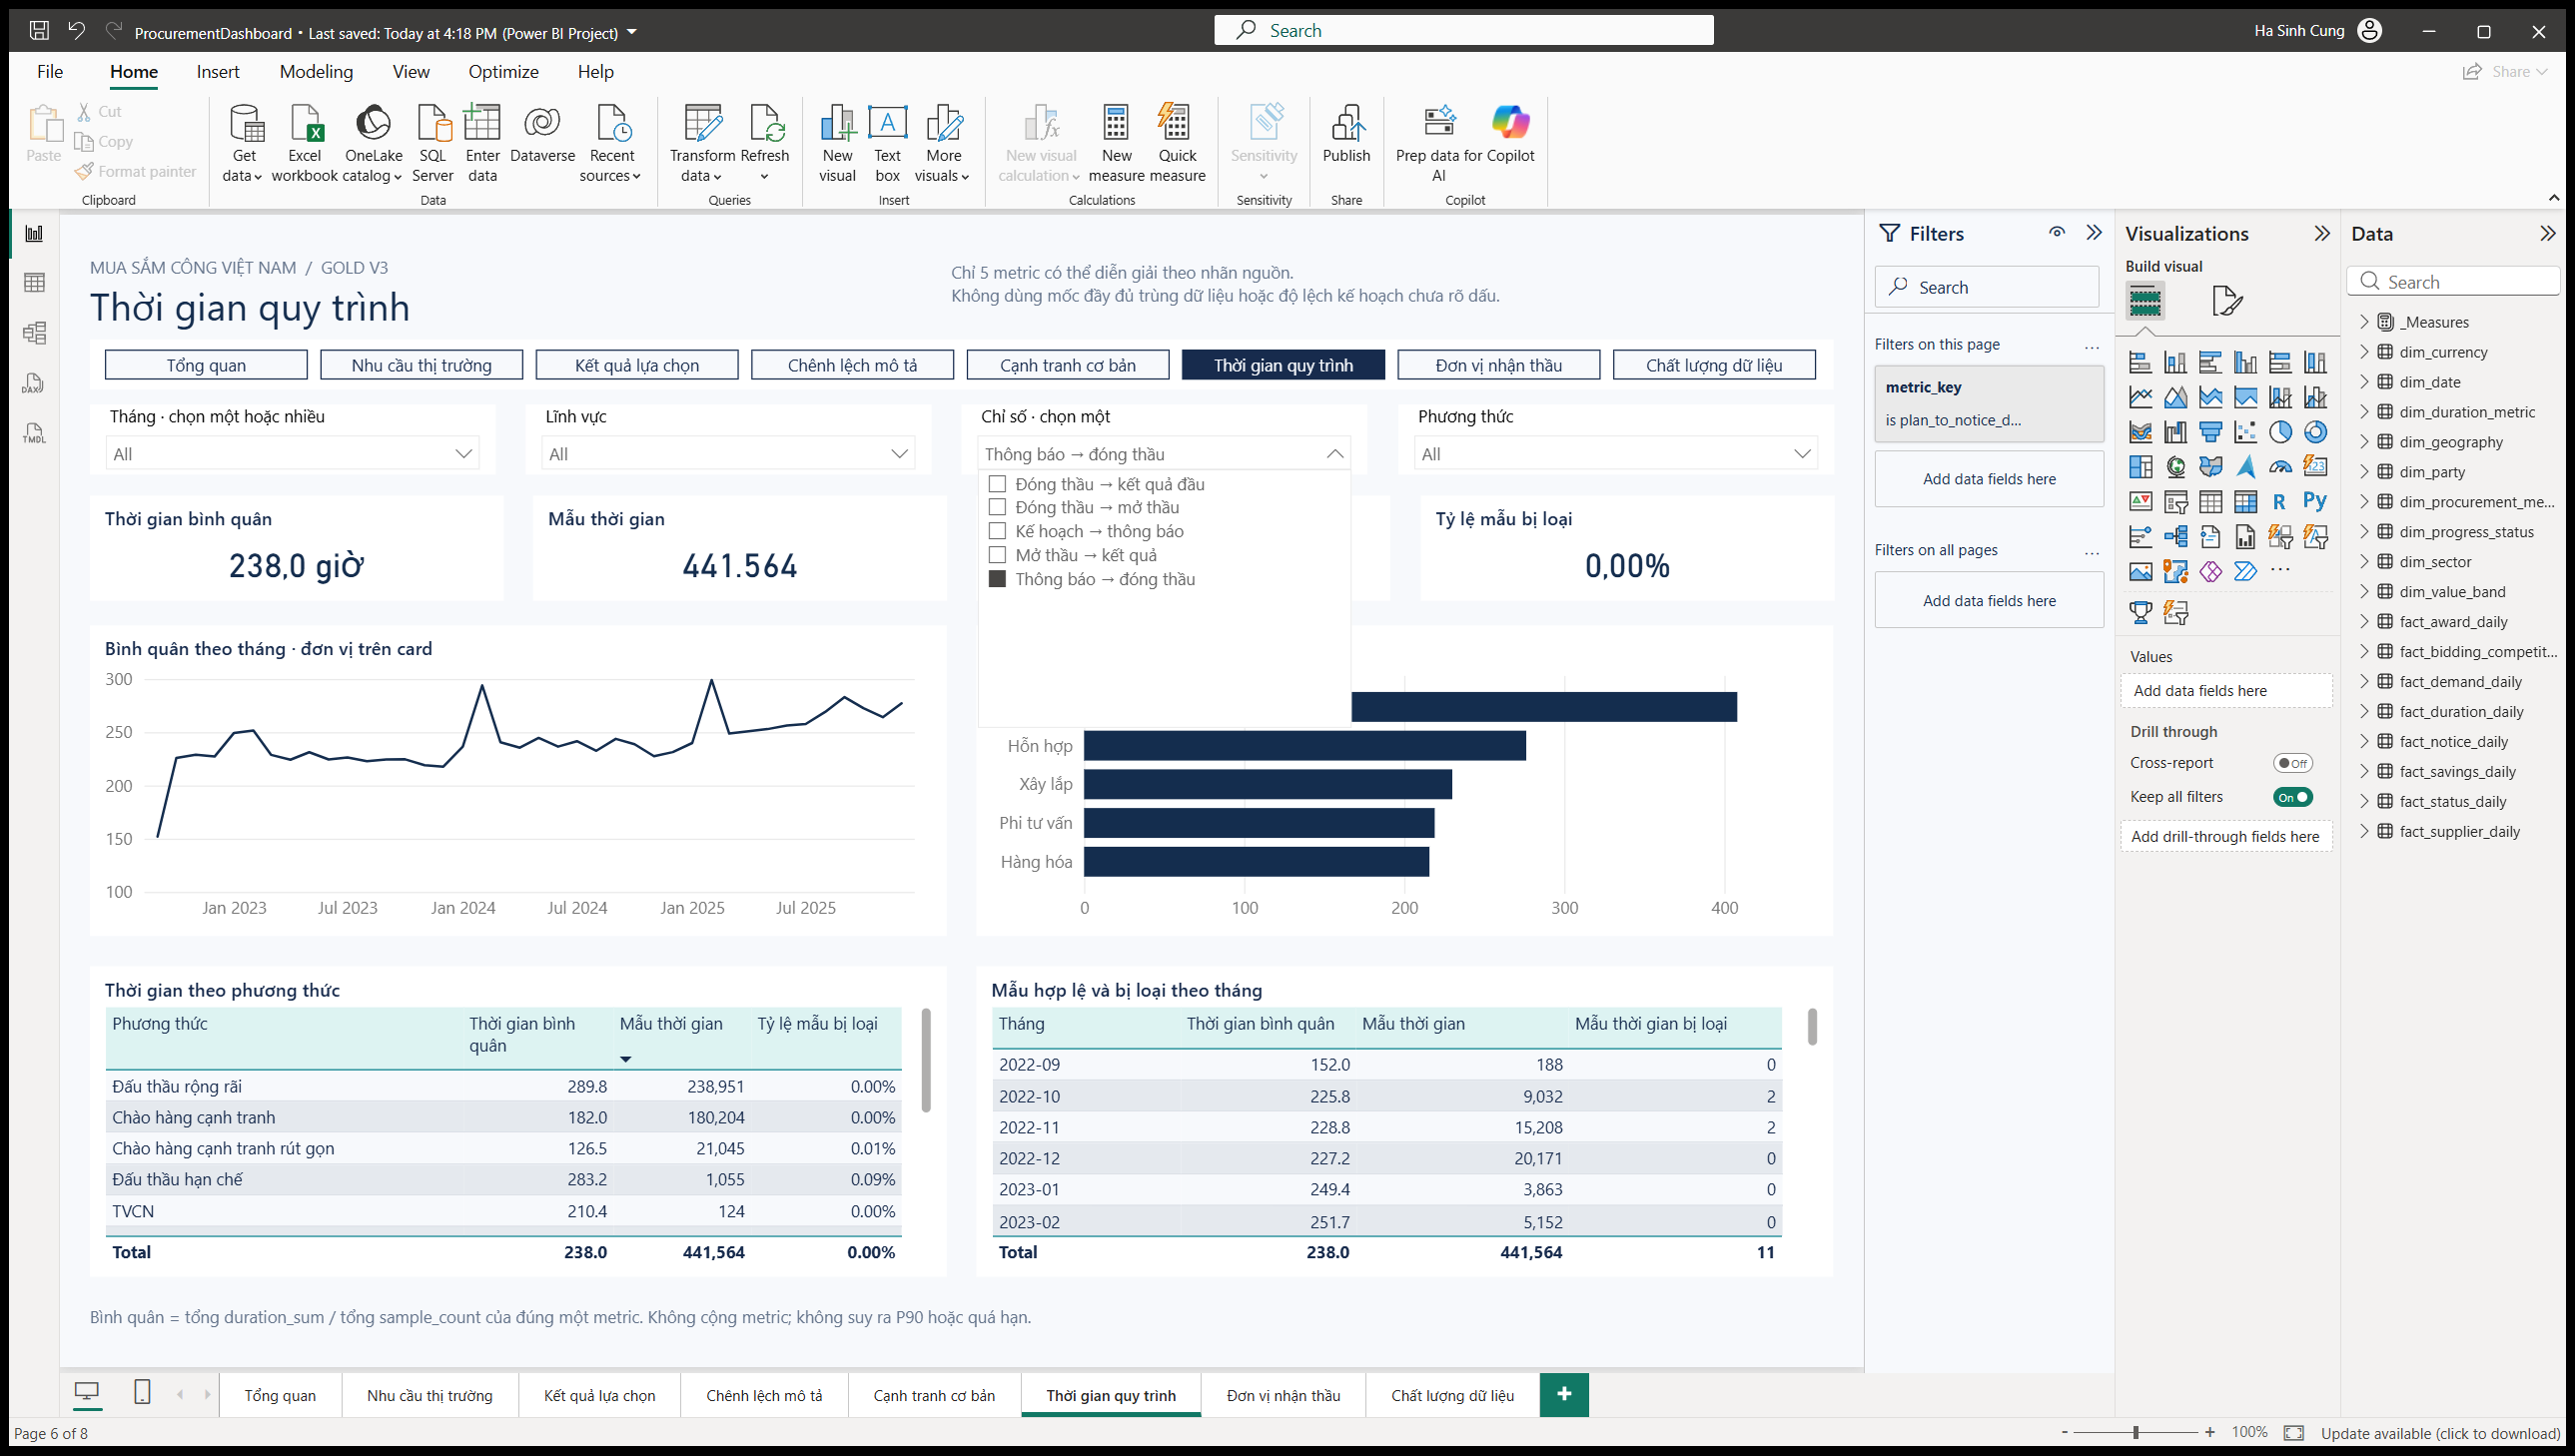 ProcurementDashboard • Last saved: Today at 4:18 PM (Power BI Project)
Search
Ha Sinh Cung
File
Home
Insert
Modeling
View
Optimize
Help
Share
Paste
Cut
Copy
Format painter
Clipboard
Get data
Excel workbook
OneLake catalog
SQL Server
Enter data
Dataverse
Recent sources
Data
Transform data
Refresh
Queries
New visual
Text box
More visuals
Insert
New visual calculation
New measure
Quick measure
Calculations
Sensitivity
Sensitivity
Publish
Share
Prep data for AI
Copilot
Copilot
DAX
TMDL
MUA SẮM CÔNG VIỆT NAM / GOLD V3
Thời gian quy trình
Chỉ 5 metric có thể diễn giải theo nhãn nguồn.
Không dùng mốc đầy đủ trùng dữ liệu hoặc độ lệch kế hoạch chưa rõ dấu.
Tổng quan
Nhu cầu thị trường
Kết quả lựa chọn
Chênh lệch mô tả
Cạnh tranh cơ bản
Thời gian quy trình
Đơn vị nhận thầu
Chất lượng dữ liệu
Tháng · chọn một hoặc nhiều
All
Lĩnh vực
All
Chỉ số · chọn một
Thông báo → đóng thầu
Đóng thầu → kết quả đầu
Đóng thầu → mở thầu
Kế hoạch → thông báo
Mở thầu → kết quả
Thông báo → đóng thầu
Phương thức
All
Thời gian bình quân
238,0 giờ
Mẫu thời gian
441.564
Tỷ lệ mẫu bị loại
0,00%
Bình quân theo tháng · đơn vị trên card
300
250
200
150
100
Jan 2023
Jul 2023
Jan 2024
Jul 2024
Jan 2025
Jul 2025
Hỗn hợp
Xây lắp
Phi tư vấn
Hàng hóa
0
100
200
300
400
Thời gian theo phương thức
Phương thức Thời gian bình quân Mẫu thời gian Tỷ lệ mẫu bị loại
Đấu thầu rộng rãi 289.8 238,951 0.00%
Chào hàng cạnh tranh 182.0 180,204 0.00%
Chào hàng cạnh tranh rút gọn 126.5 21,045 0.01%
Đấu thầu hạn chế 283.2 1,055 0.09%
TVCN 210.4 124 0.00%
Total 238.0 441,564 0.00%
Mẫu hợp lệ và bị loại theo tháng
Tháng Thời gian bình quân Mẫu thời gian Mẫu thời gian bị loại
2022-09 152.0 188 0
2022-10 225.8 9,032 2
2022-11 228.8 15,208 2
2022-12 227.2 20,171 0
2023-01 249.4 3,863 0
2023-02 251.7 5,152 0
Total 238.0 441,564 11
Bình quân = tổng duration_sum / tổng sample_count của đúng một metric. Không cộng metric; không suy ra P90 hoặc quá hạn.
Filters
Search
Filters on this page
...
metric_key
is plan_to_notice_d...
Add data fields here
Filters on all pages
...
Add data fields here
Visualizations
Build visual
123
R
Py
...
Values
Add data fields here
Drill through
Cross-report
Off
Keep all filters
On
Add drill-through fields here
Data
Search
_Measures
dim_currency
dim_date
dim_duration_metric
dim_geography
dim_party
dim_procurement_me...
dim_progress_status
dim_sector
dim_value_band
fact_award_daily
fact_bidding_competit...
fact_demand_daily
fact_duration_daily
fact_notice_daily
fact_savings_daily
fact_status_daily
fact_supplier_daily
Tổng quan
Nhu cầu thị trường
Kết quả lựa chọn
Chênh lệch mô tả
Cạnh tranh cơ bản
Thời gian quy trình
Đơn vị nhận thầu
Chất lượng dữ liệu
+
Page 6 of 8
- + 100%
Update available (click to download)